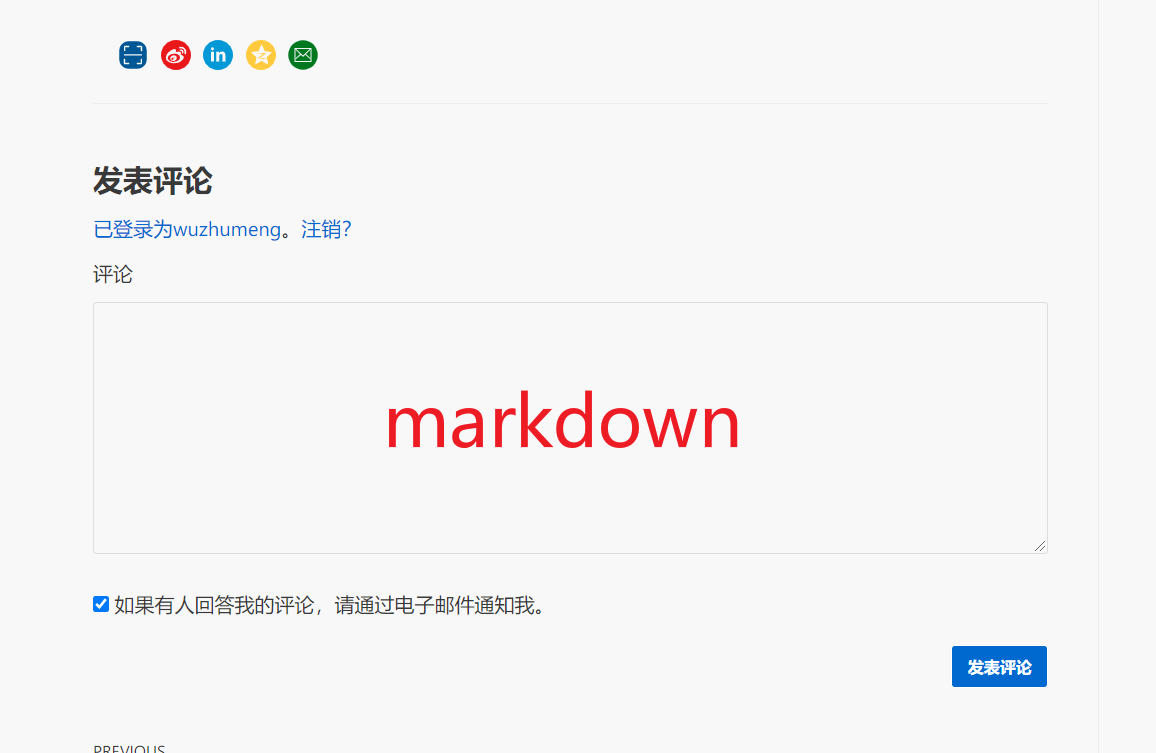 in
发表评论
已登录为wuzhumeng。注销？
评论
markdown
如果有人回答我的评论，请通过电子邮件通知我。
发表评论
PREVIOUS